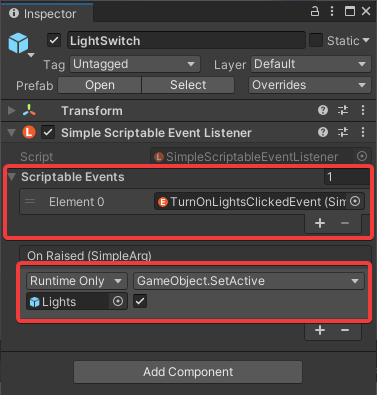 Inspector
LightSwitch Static
Tag Untagged Layer Default
Prefab Open Select Overrides
Transform
L Simple Scriptable Event Listener
Script L SimpleScriptableEventListener
Scriptable Events 1
Element 0 E TurnOnLightsClickedEvent (Sim
+ −
On Raised (SimpleArg)
Runtime Only GameObject.SetActive
Lights
+ −
Add Component